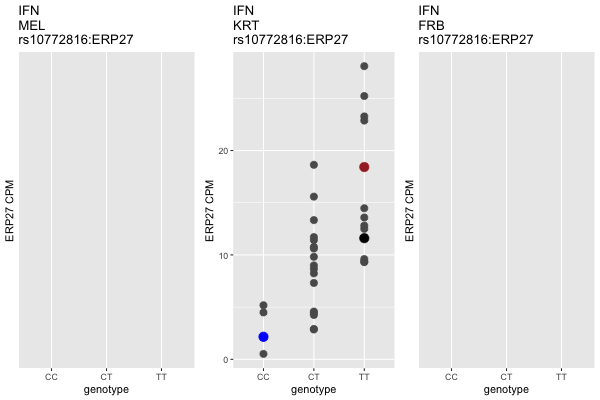 IFN
MEL
rs10772816:ERP27
ERP27 CPM
CC CT TT
genotype
IFN
KRT
rs10772816:ERP27
ERP27 CPM
20
10
0
CC CT TT
genotype
IFN
FRB
rs10772816:ERP27
ERP27 CPM
CC CT TT
genotype